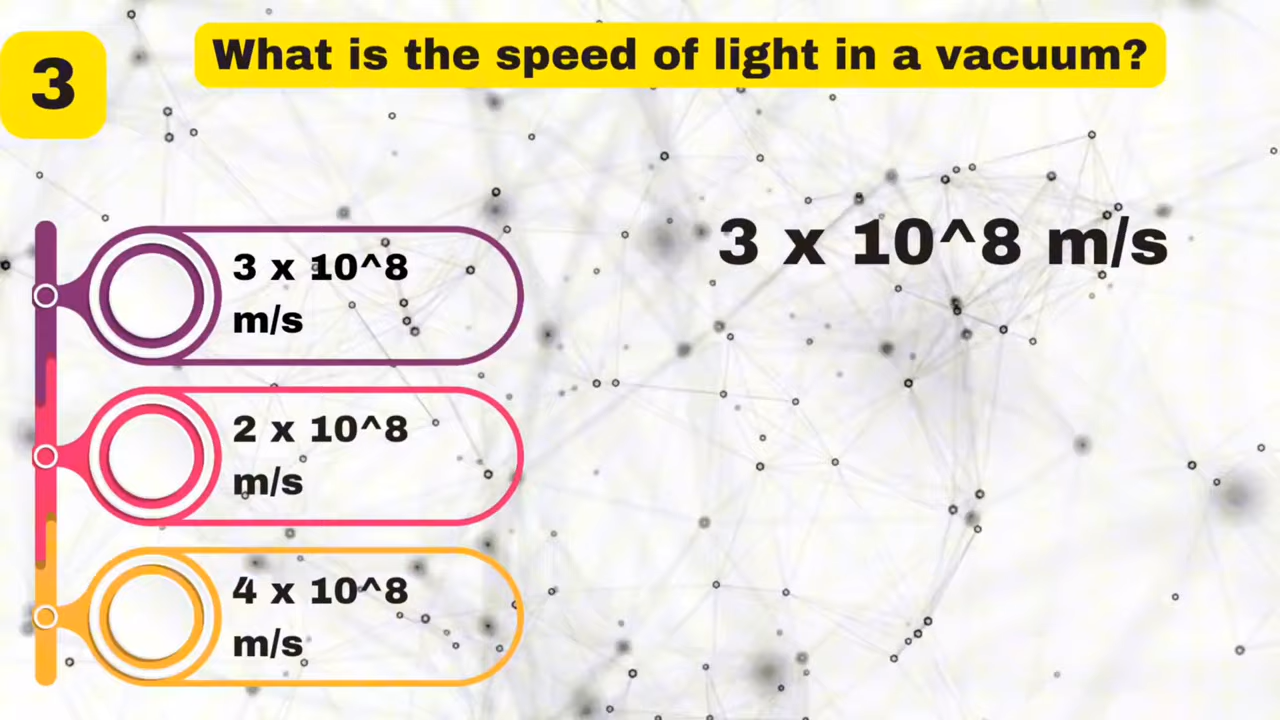 3
What is the speed of light in a vacuum?
3 x 10^8
m/s
2 x 10^8
m/s
4 x 10^8
m/s
3 x 10^8 m/s